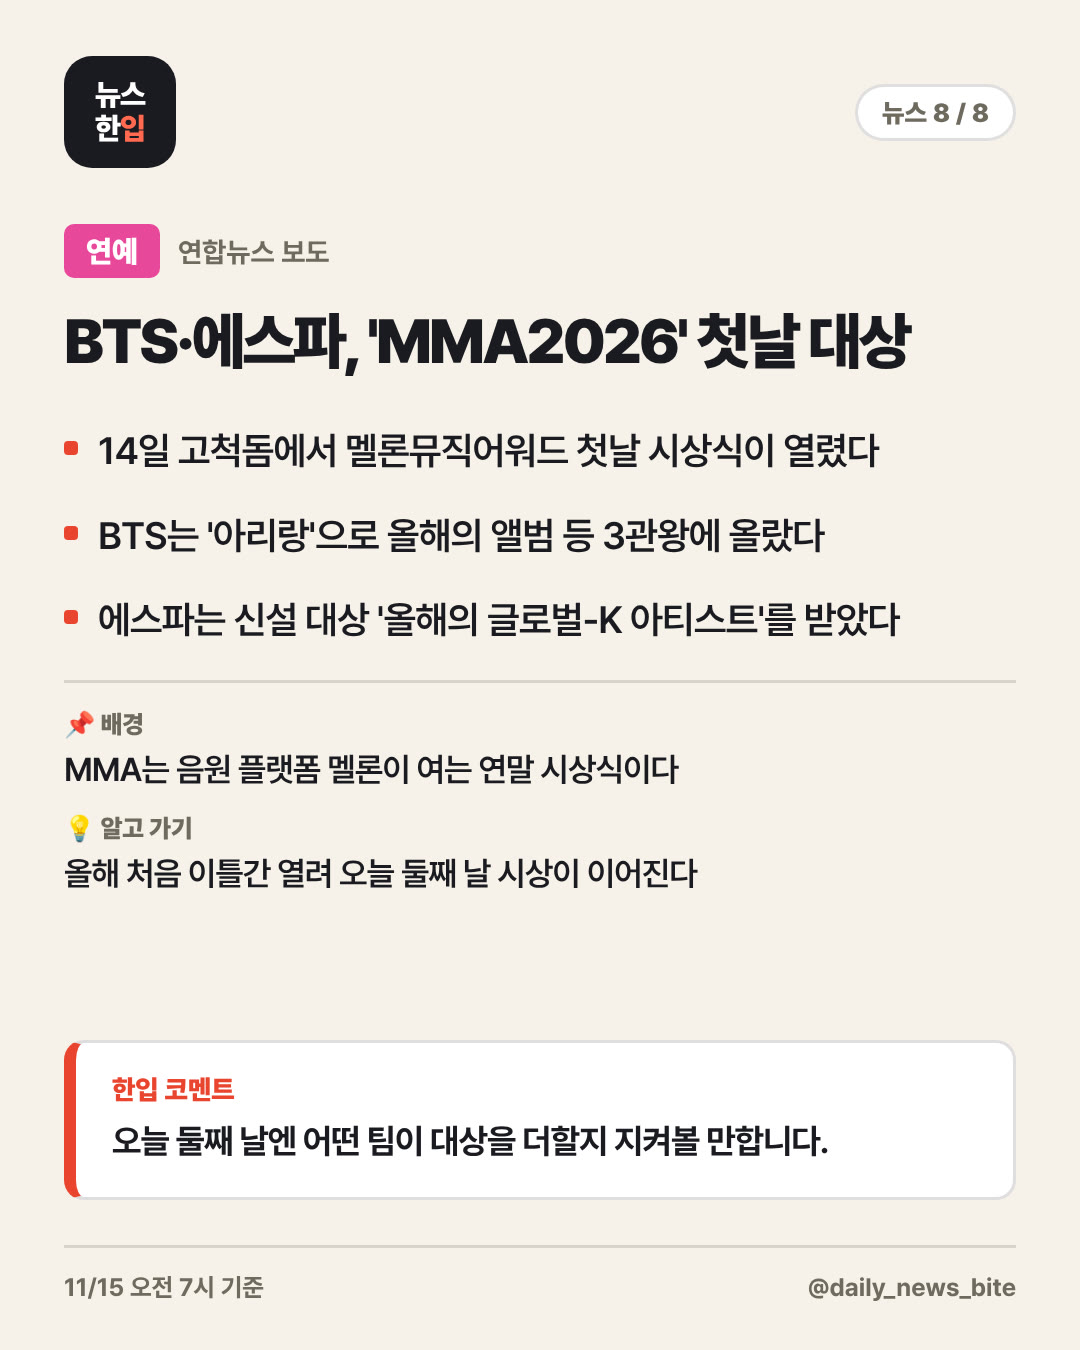 뉴스
한입
뉴스 8 / 8
연예
연합뉴스 보도
BTS·에스파, 'MMA2026' 첫날 대상
14일 고척돔에서 멜론뮤직어워드 첫날 시상식이 열렸다
BTS는 '아리랑'으로 올해의 앨범 등 3관왕에 올랐다
에스파는 신설 대상 '올해의 글로벌-K 아티스트'를 받았다
📌 배경
MMA는 음원 플랫폼 멜론이 여는 연말 시상식이다
💡 알고 가기
올해 처음 이틀간 열려 오늘 둘째 날 시상이 이어진다
한입 코멘트
오늘 둘째 날엔 어떤 팀이 대상을 더할지 지켜볼 만합니다.
11/15 오전 7시 기준
@daily_news_bite